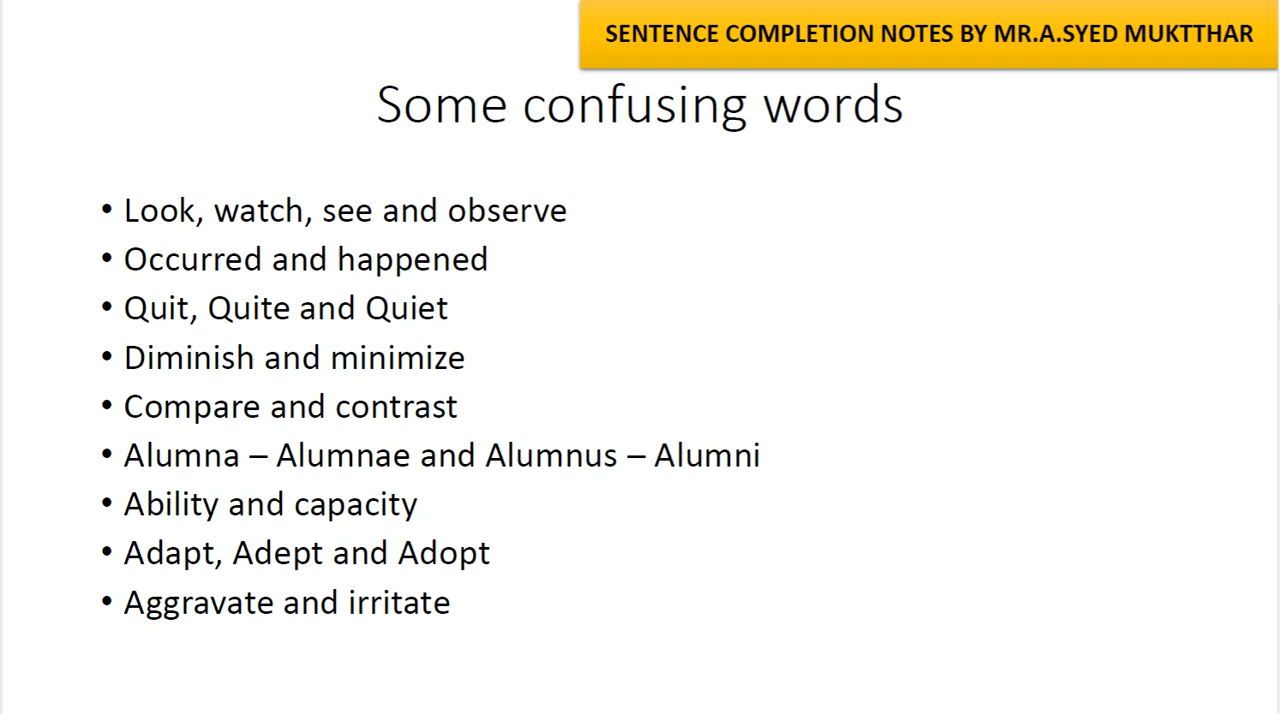 SENTENCE COMPLETION NOTES BY MR.A.SYED MUKTTHAR
Some confusing words
• Look, watch, see and observe
• Occurred and happened
• Quit, Quite and Quiet
• Diminish and minimize
• Compare and contrast
• Alumna – Alumnae and Alumnus – Alumni
• Ability and capacity
• Adapt, Adept and Adopt
• Aggravate and irritate